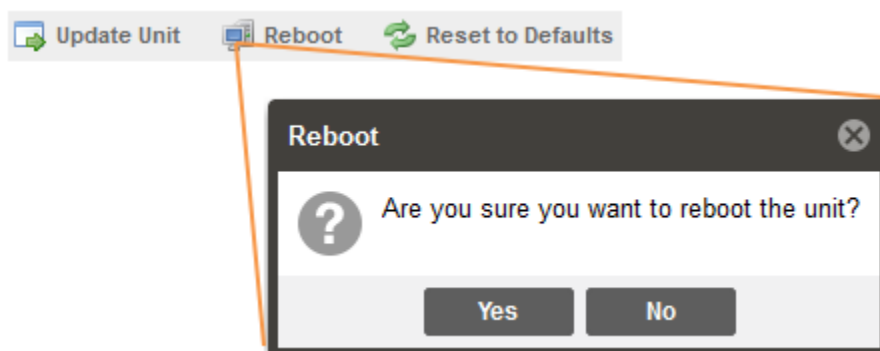 Update Unit Reboot Reset to Defaults
Reboot
Are you sure you want to reboot the unit?
Yes No